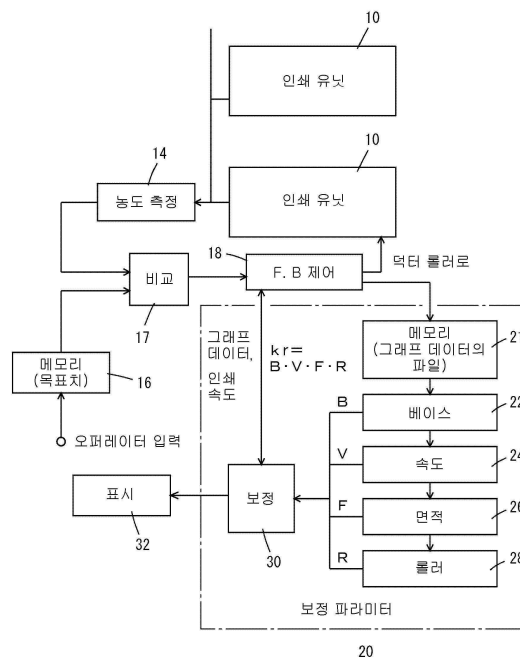 10
인쇄 유닛
10
인쇄 유닛
14
농도 측정
18
F. B 제어
덕터 롤러로
비교
17
메모리
(목표치)
16
오퍼레이터 입력
그래프
데이터,
인쇄
속도
kr=
B·V·F·R
메모리
(그래프 데이터의
파일)
21
B
베이스
22
V
속도
24
F
면적
26
R
롤러
28
보정
30
표시
32
보정 파라미터
20